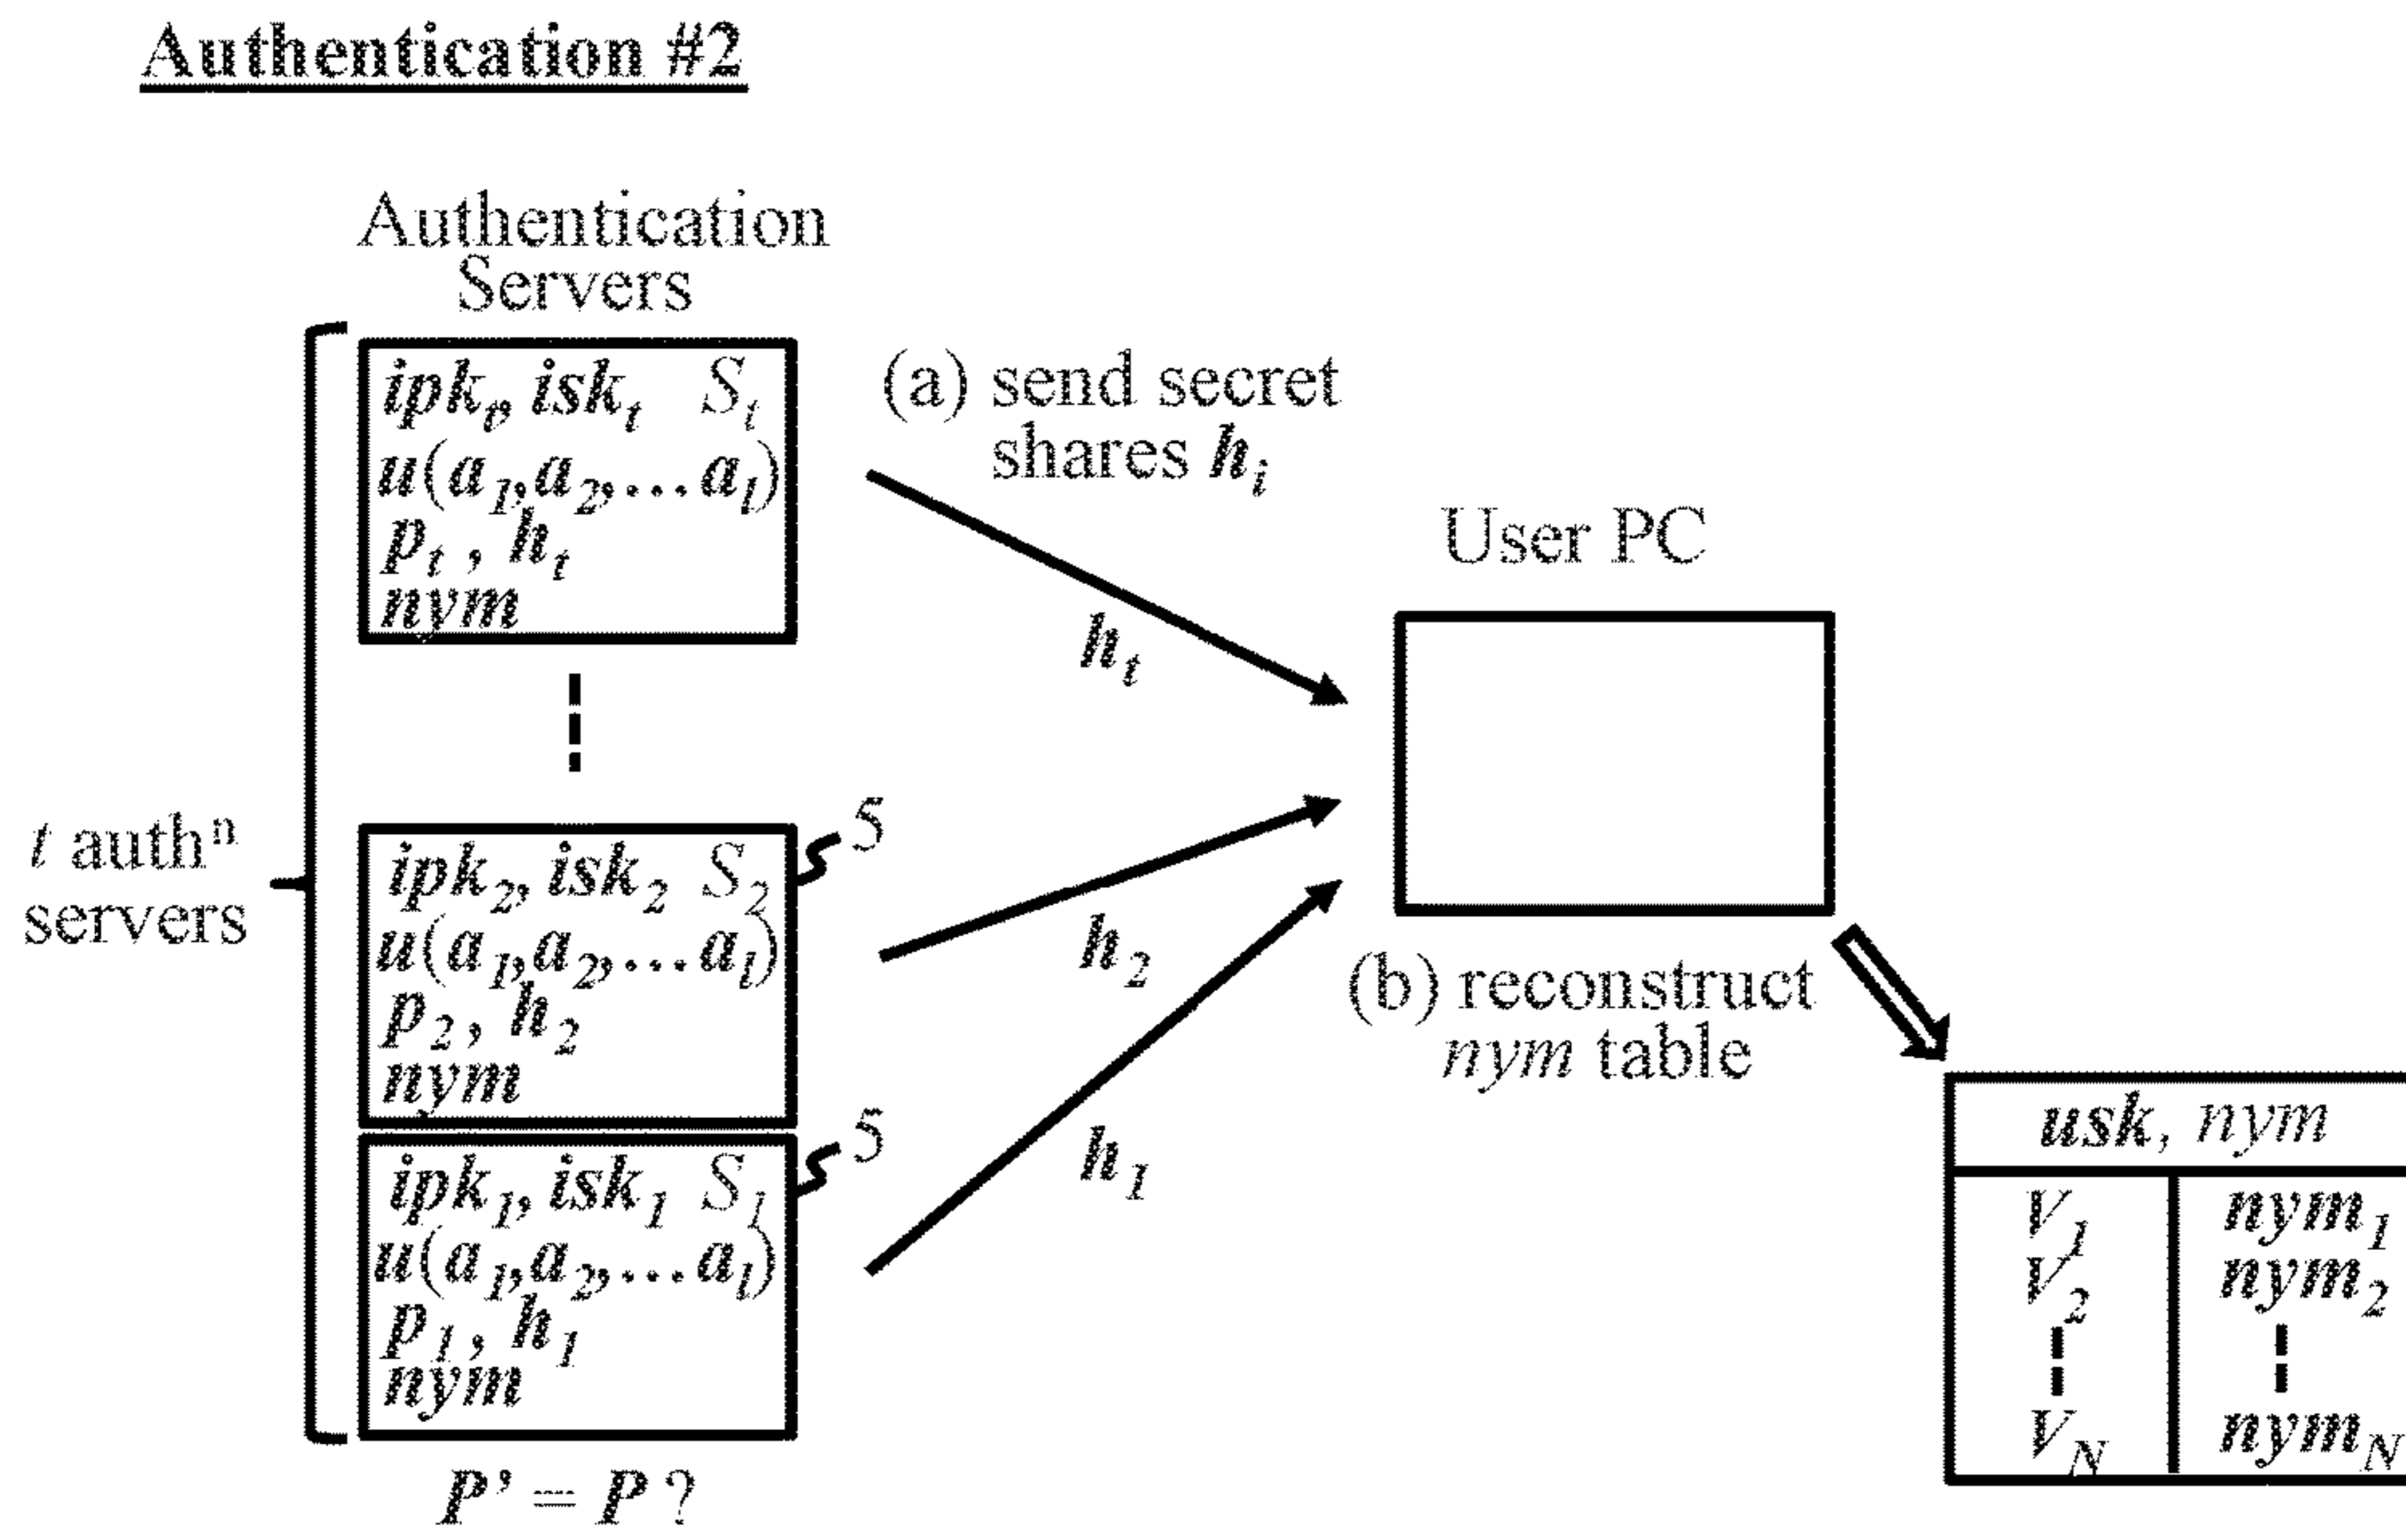 Authentication #2
Authentication
Servers
ipkₜ, iskₜ Sₜ
u(a₁,a₂,...aₗ)
pₜ , hₜ
nym
(a) send secret
shares hᵢ
hₜ
User PC
t authⁿ
servers
5
ipk₂, isk₂ S₂
u(a₁,a₂,...aₗ)
p₂, h₂
nym
h₂
(b) reconstruct
nym table
5
ipk₁, isk₁ S₁
u(a₁,a₂,...aₗ)
p₁, h₁
nym
h₁
P’ = P ?
usk, nym
V₁ nym₁
V₂ nym₂
V_N nym_N